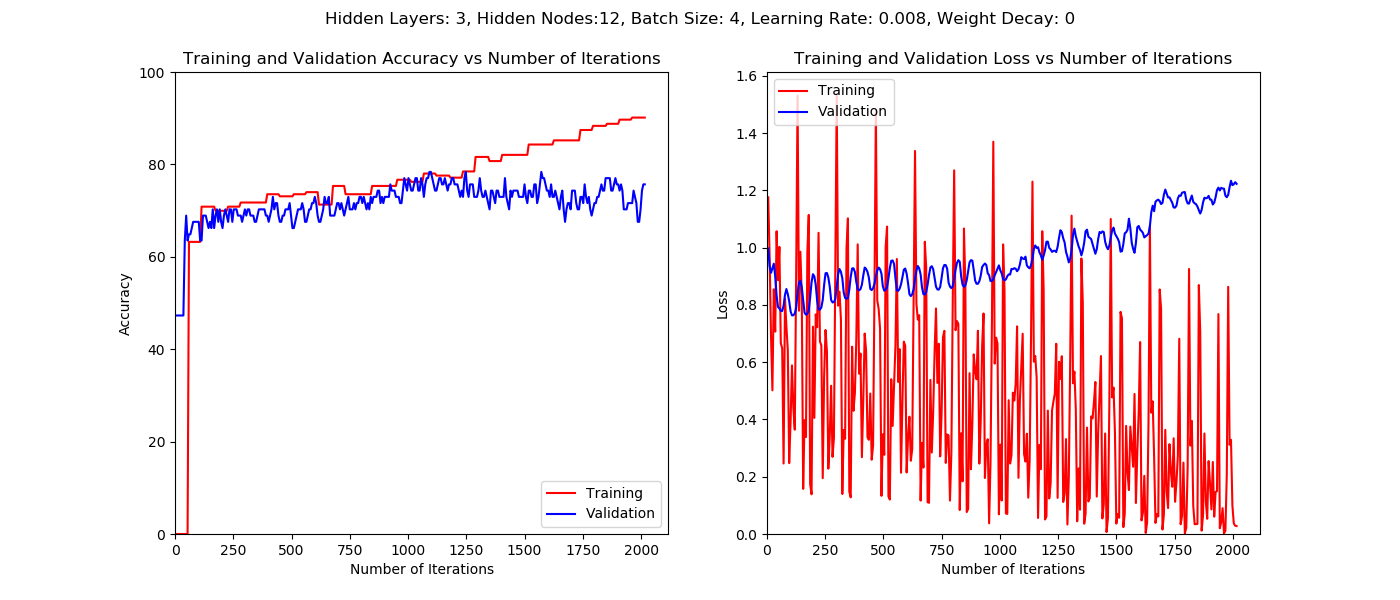 Hidden Layers: 3, Hidden Nodes:12, Batch Size: 4, Learning Rate: 0.008, Weight Decay: 0
Training and Validation Accuracy vs Number of Iterations
100
80
60
40
20
0
Accuracy
0 250 500 750 1000 1250 1500 1750 2000
Number of Iterations
Training
Validation
Training and Validation Loss vs Number of Iterations
1.6
1.4
1.2
1.0
0.8
0.6
0.4
0.2
0.0
Loss
0 250 500 750 1000 1250 1500 1750 2000
Number of Iterations
Training
Validation